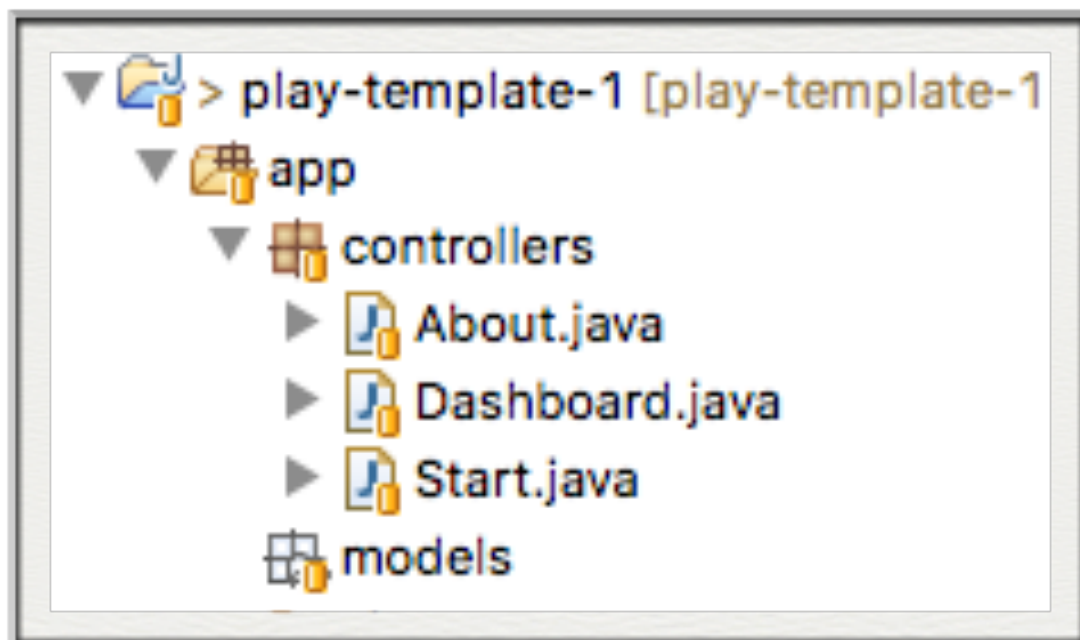 > play-template-1 [play-template-1
app
controllers
About.java
Dashboard.java
Start.java
models